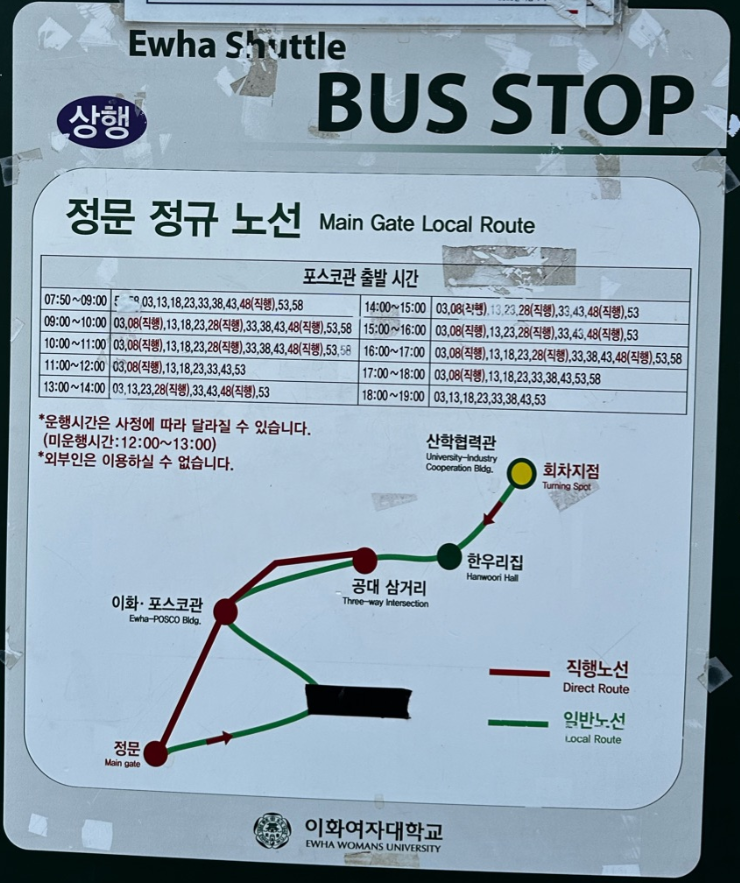 Ewha Shuttle
BUS STOP
상행
정문 정규 노선 Main Gate Local Route
포스코관 출발 시간
07:50~09:00 03,13,18,23,33,38,43,48(직행),53,58
14:00~15:00 03,08(직행),13,23,28(직행),33,43,48(직행),53
09:00~10:00 03,08(직행),13,18,23,28(직행),33,38,43,48(직행),53,58
15:00~16:00 03,08(직행),13,23,28(직행),33,43,48(직행),53
10:00~11:00 03,08(직행),13,18,23,28(직행),33,38,43,48(직행),53,58
16:00~17:00 03,08(직행),13,18,23,28(직행),33,38,43,48(직행),53,58
11:00~12:00 03,08(직행),13,18,23,33,43,53
17:00~18:00 03,08(직행),13,18,23,33,38,43,53,58
13:00~14:00 03,13,23,28(직행),33,43,48(직행),53
18:00~19:00 03,13,18,23,33,38,43,53
*운행시간은 사정에 따라 달라질 수 있습니다.
(미운행시간:12:00~13:00)
*외부인은 이용하실 수 없습니다.
산학협력관
University-Industry
Cooperation Bldg.
회차지점
Turning Spot
한우리집
Hanwoori Hall
공대 삼거리
Three-way Intersection
이화·포스코관
Ewha-POSCO Bldg.
직행노선
Direct Route
일반노선
Local Route
정문
Main gate
이화여자대학교
EWHA WOMANS UNIVERSITY